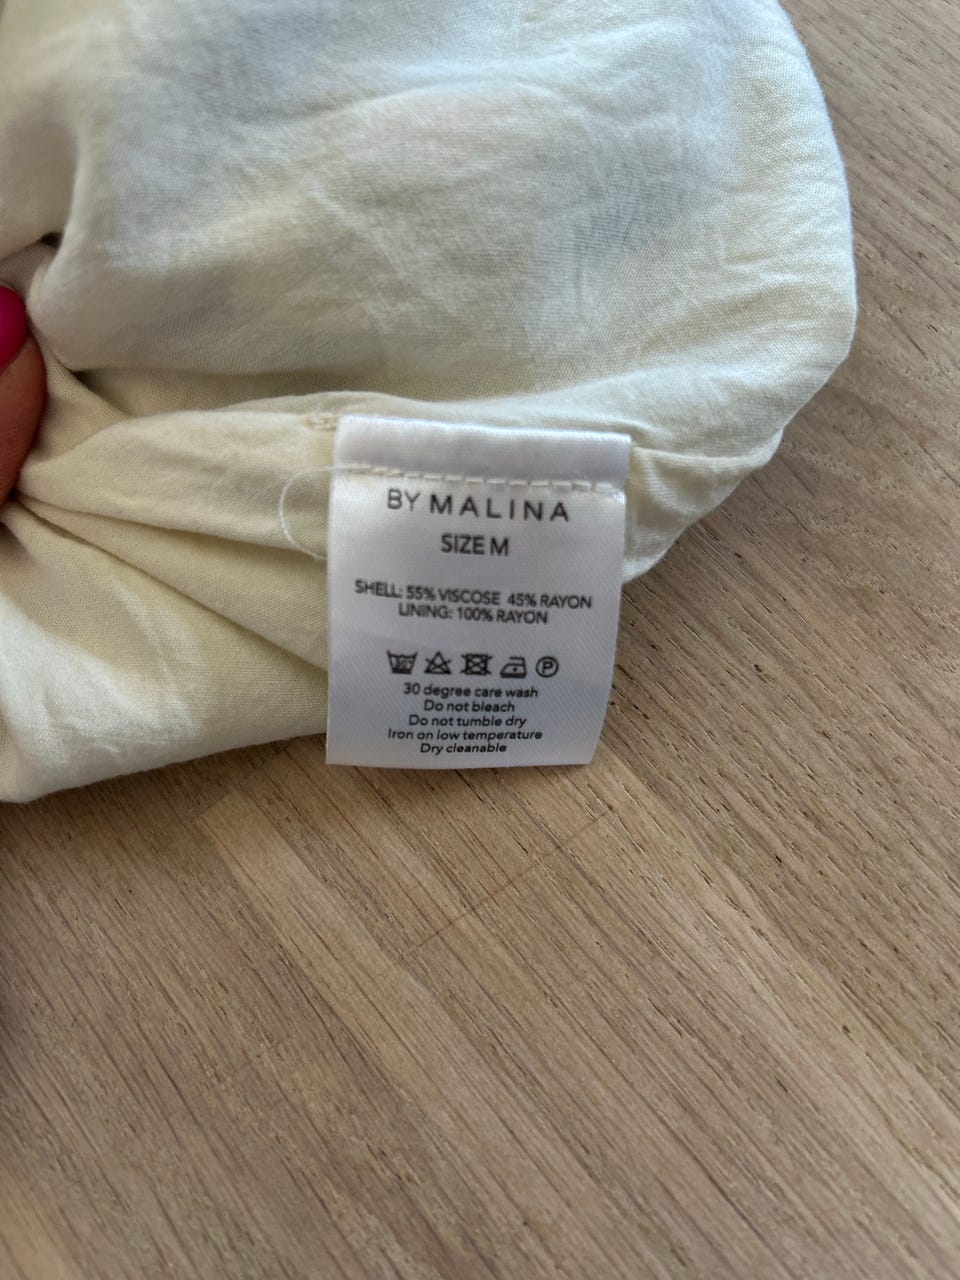 BY MALINA
SIZE M
SHELL: 55% VISCOSE 45% RAYON
LINING: 100% RAYON
30° P
30 degree care wash
Do not bleach
Do not tumble dry
Iron on low temperature
Dry cleanable